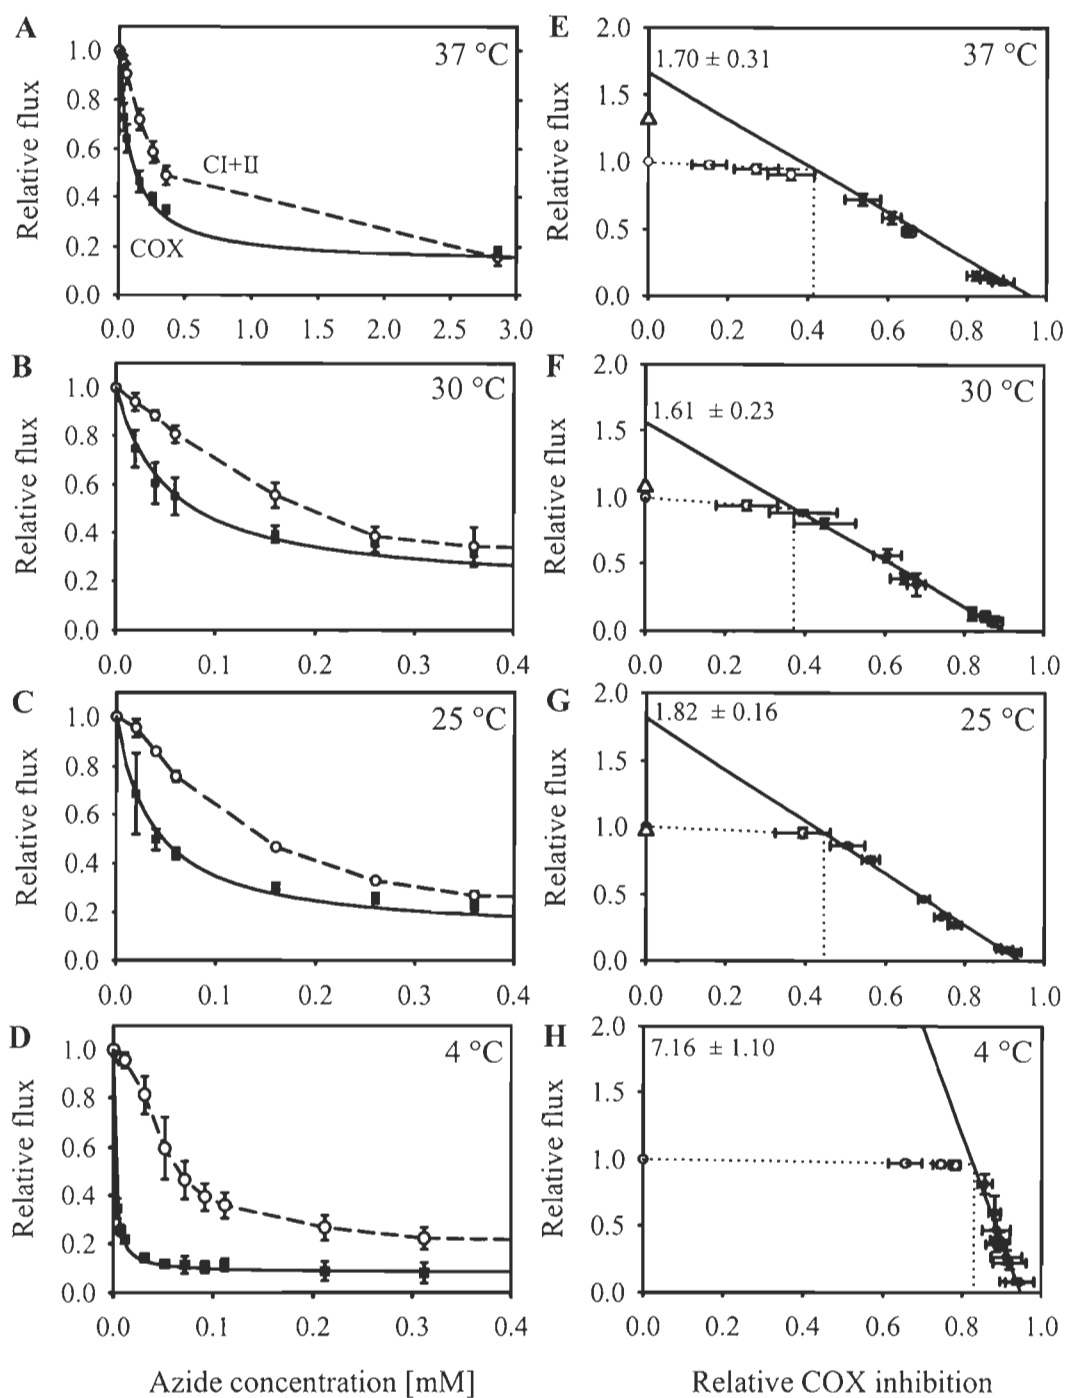 A
37 °C
Relative flux
1.0
0.8
0.6
0.4
0.2
0.0
CI+II
COX
0.0 0.5 1.0 1.5 2.0 2.5 3.0
E
37 °C
1.70 ± 0.31
Relative flux
2.0
1.5
1.0
0.5
0.0
0.0 0.2 0.4 0.6 0.8 1.0
B
30 °C
Relative flux
1.0
0.8
0.6
0.4
0.2
0.0
0.0 0.1 0.2 0.3 0.4
F
30 °C
1.61 ± 0.23
Relative flux
2.0
1.5
1.0
0.5
0.0
0.0 0.2 0.4 0.6 0.8 1.0
C
25 °C
Relative flux
1.0
0.8
0.6
0.4
0.2
0.0
0.0 0.1 0.2 0.3 0.4
G
25 °C
1.82 ± 0.16
Relative flux
2.0
1.5
1.0
0.5
0.0
0.0 0.2 0.4 0.6 0.8 1.0
D
4 °C
Relative flux
1.0
0.8
0.6
0.4
0.2
0.0
0.0 0.1 0.2 0.3 0.4
Azide concentration [mM]
H
4 °C
7.16 ± 1.10
Relative flux
2.0
1.5
1.0
0.5
0.0
0.0 0.2 0.4 0.6 0.8 1.0
Relative COX inhibition